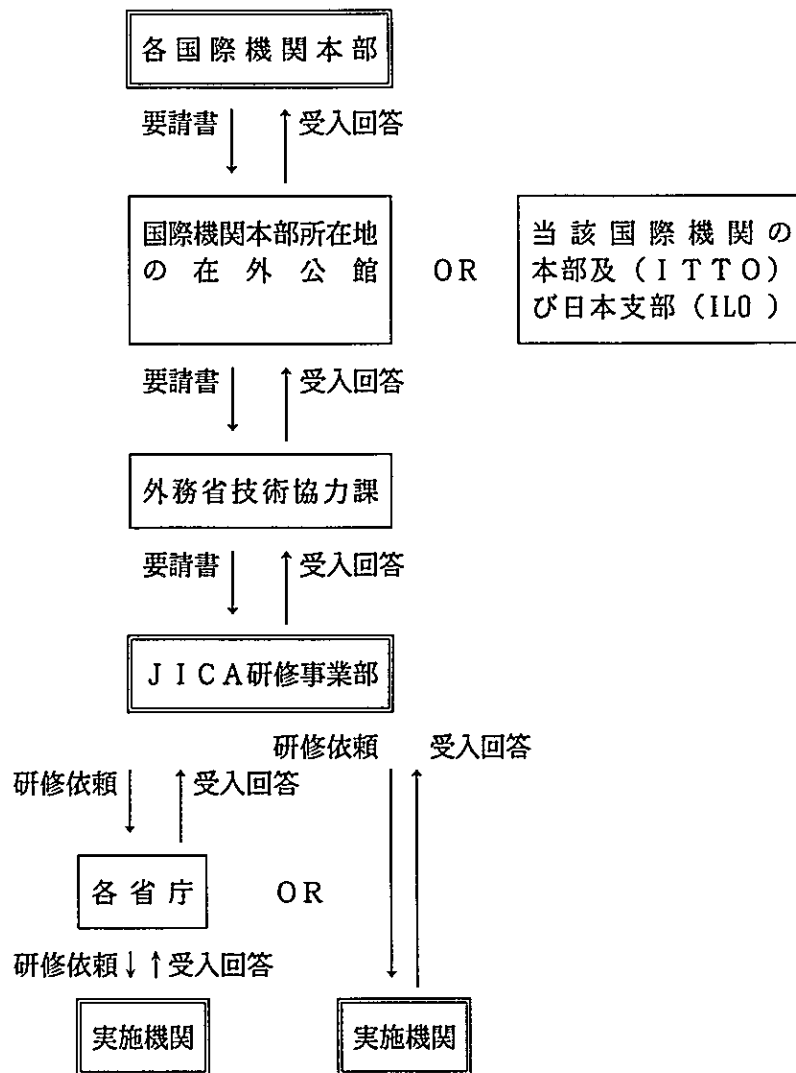 各国際機関本部
要請書 受入回答
国際機関本部所在地
の在外公館
OR
当該国際機関の
本部及(ITTO)
び日本支部(ILO)
要請書 受入回答
外務省技術協力課
要請書 受入回答
JICA研修事業部
研修依頼 受入回答
研修依頼 受入回答
各省庁 OR
研修依頼 受入回答
実施機関 実施機関